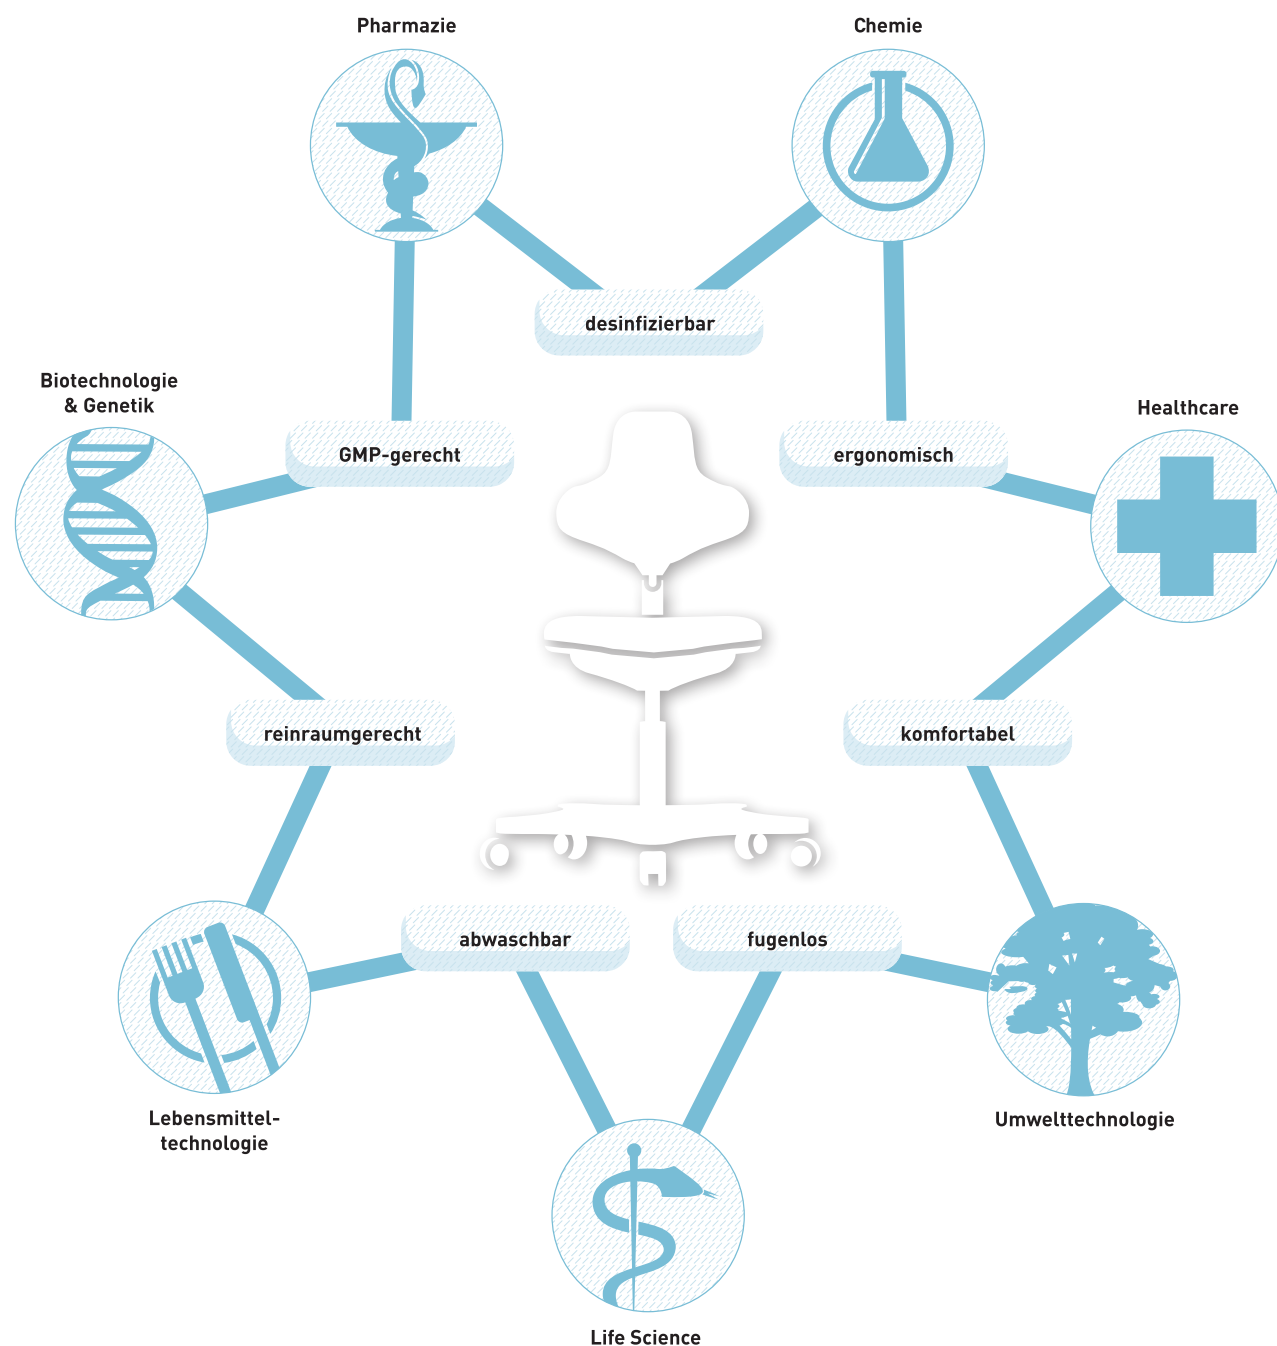 Pharmazie
Chemie
desinfizierbar
Biotechnologie
& Genetik
Healthcare
GMP-gerecht
ergonomisch
reinraumgerecht
komfortabel
abwaschbar
fugenlos
Lebensmittel-
technologie
Umwelttechnologie
Life Science